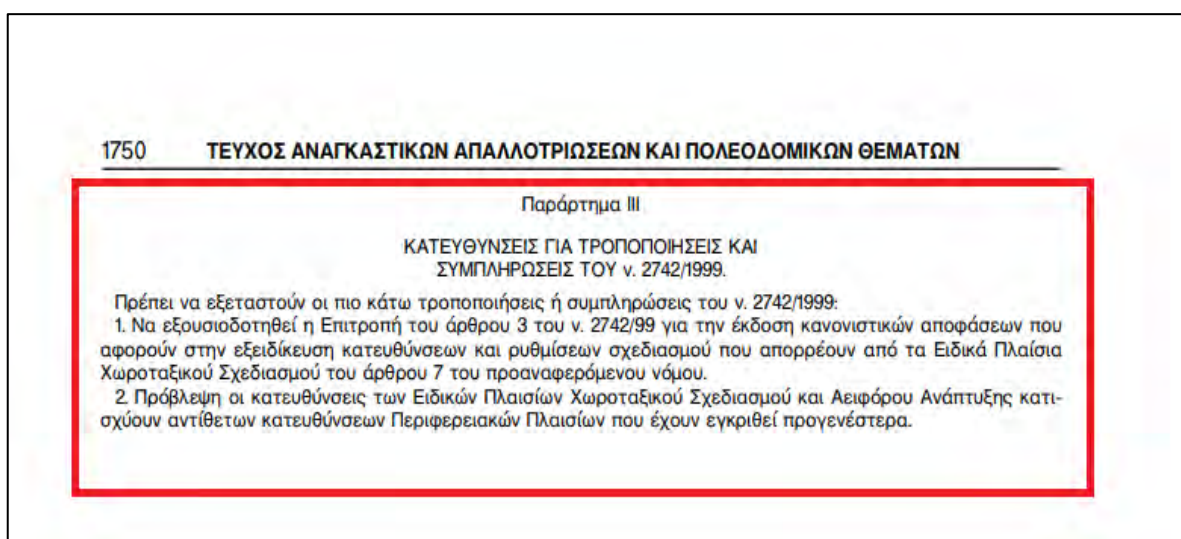 1750 ΤΕΥΧΟΣ ΑΝΑΓΚΑΣΤΙΚΩΝ ΑΠΑΛΛΟΤΡΙΩΣΕΩΝ ΚΑΙ ΠΟΛΕΟΔΟΜΙΚΩΝ ΘΕΜΑΤΩΝ
Παράρτημα III
ΚΑΤΕΥΘΥΝΣΕΙΣ ΓΙΑ ΤΡΟΠΟΠΟΙΗΣΕΙΣ ΚΑΙ
ΣΥΜΠΛΗΡΩΣΕΙΣ ΤΟΥ ν. 2742/1999.
Πρέπει να εξεταστούν οι πιο κάτω τροποποιήσεις ή συμπληρώσεις του ν. 2742/1999:
1. Να εξουσιοδοτηθεί η Επιτροπή του άρθρου 3 του ν. 2742/99 για την έκδοση κανονιστικών αποφάσεων που
αφορούν στην εξειδίκευση κατευθύνσεων και ρυθμίσεων σχεδιασμού που απορρέουν από τα Ειδικά Πλαίσια
Χωροταξικού Σχεδιασμού του άρθρου 7 του προαναφερόμενου νόμου.
2. Πρόβλεψη οι κατευθύνσεις των Ειδικών Πλαισίων Χωροταξικού Σχεδιασμού και Αειφόρου Ανάπτυξης κατι-
σχύουν αντίθετων κατευθύνσεων Περιφερειακών Πλαισίων που έχουν εγκριθεί προγενέστερα.